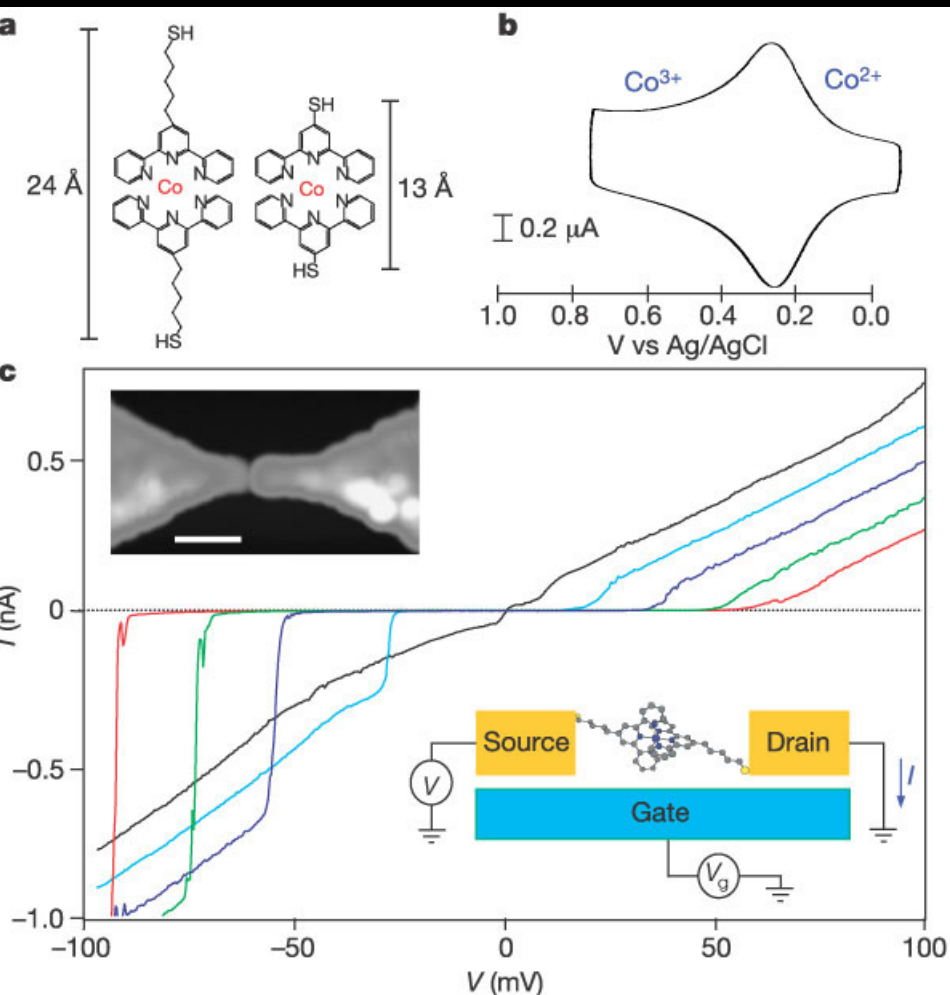 a
SH
24 Å
N
N N
Co
N N
N
HS
SH
13 Å
N
N N
Co
N N
N
HS
b
Co³⁺
Co²⁺
0.2 μA
1.0 0.8 0.6 0.4 0.2 0.0
V vs Ag/AgCl
c
0.5
0
−0.5
−1.0
I (nA)
Source
Drain
Gate
V
I
Vg
−100 −50 0 50 100
V (mV)